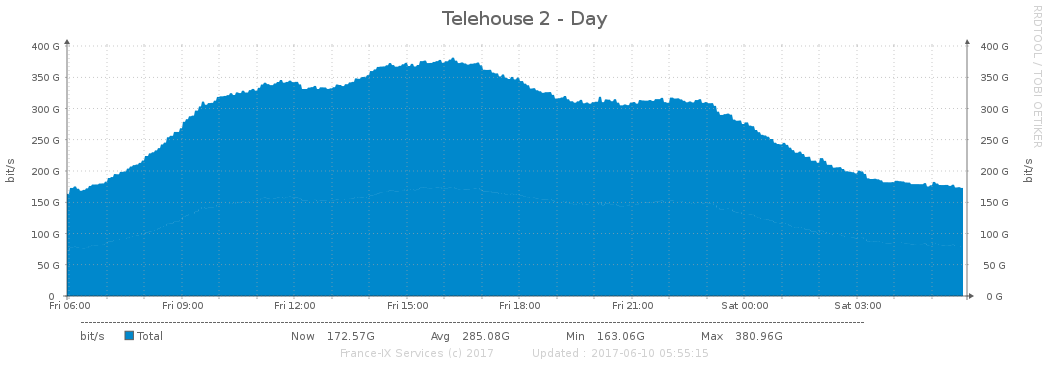 Telehouse 2 - Day
RRDTOOL / TOBI OETIKER
400 G 400 G
350 G 350 G
300 G 300 G
250 G 250 G
200 G 200 G
150 G 150 G
100 G 100 G
50 G 50 G
0 0 G
bit/s bit/s
Fri 06:00 Fri 09:00 Fri 12:00 Fri 15:00 Fri 18:00 Fri 21:00 Sat 00:00 Sat 03:00
bit/s Total Now 172.57G Avg 285.08G Min 163.06G Max 380.96G
France-IX Services (c) 2017 Updated : 2017-06-10 05:55:15